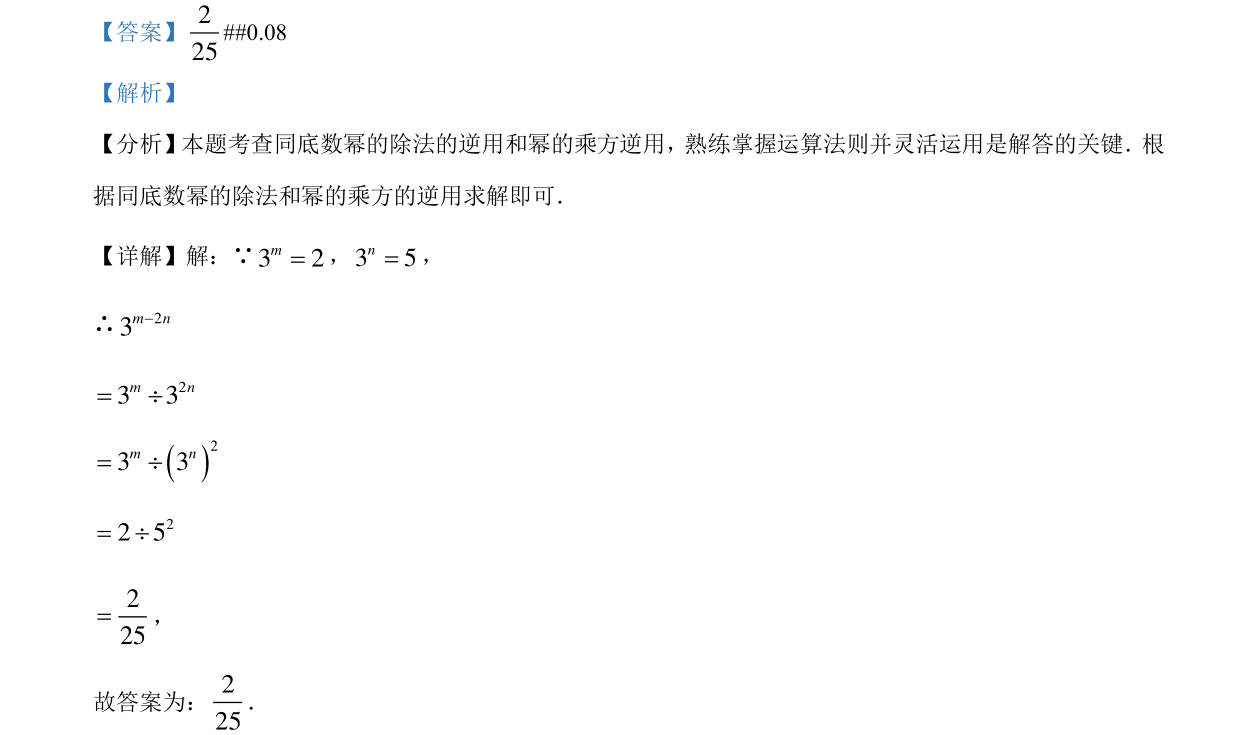 【答案】2/25##0.08
【解析】
【分析】本题考查同底数幂的除法的逆用和幂的乘方逆用，熟练掌握运算法则并灵活运用是解答的关键．根
据同底数幂的除法和幂的乘方的逆用求解即可．
【详解】解：∵3^m = 2，3^n = 5，
∴3^{m−2n}
= 3^m ÷ 3^{2n}
= 3^m ÷ (3^n)^2
= 2 ÷ 5^2
= 2/25，
故答案为：2/25．